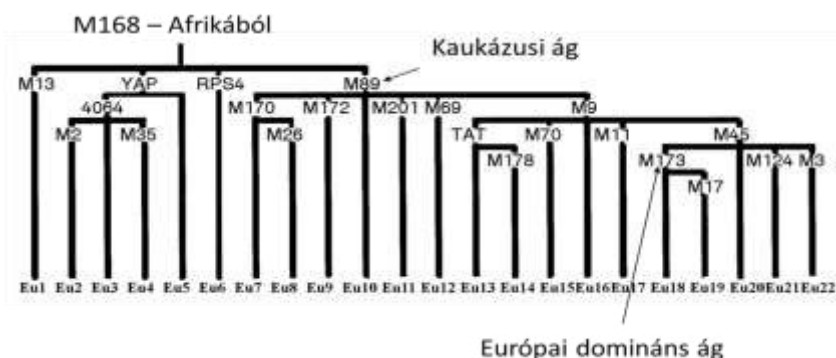 M168 – Afrikából
Kaukázusi ág
M13 YAP RPS4 M89
4064 M170 M172 M201 M69 M9
M2 M35 M26 TAT M70 M11 M45
M178 M173 M124 M3
M17
Eu1 Eu2 Eu3 Eu4 Eu5 Eu6 Eu7 Eu8 Eu9 Eu10 Eu11 Eu12 Eu13 Eu14 Eu15 Eu16 Eu17 Eu18 Eu19 Eu20 Eu21 Eu22
Európai domináns ág